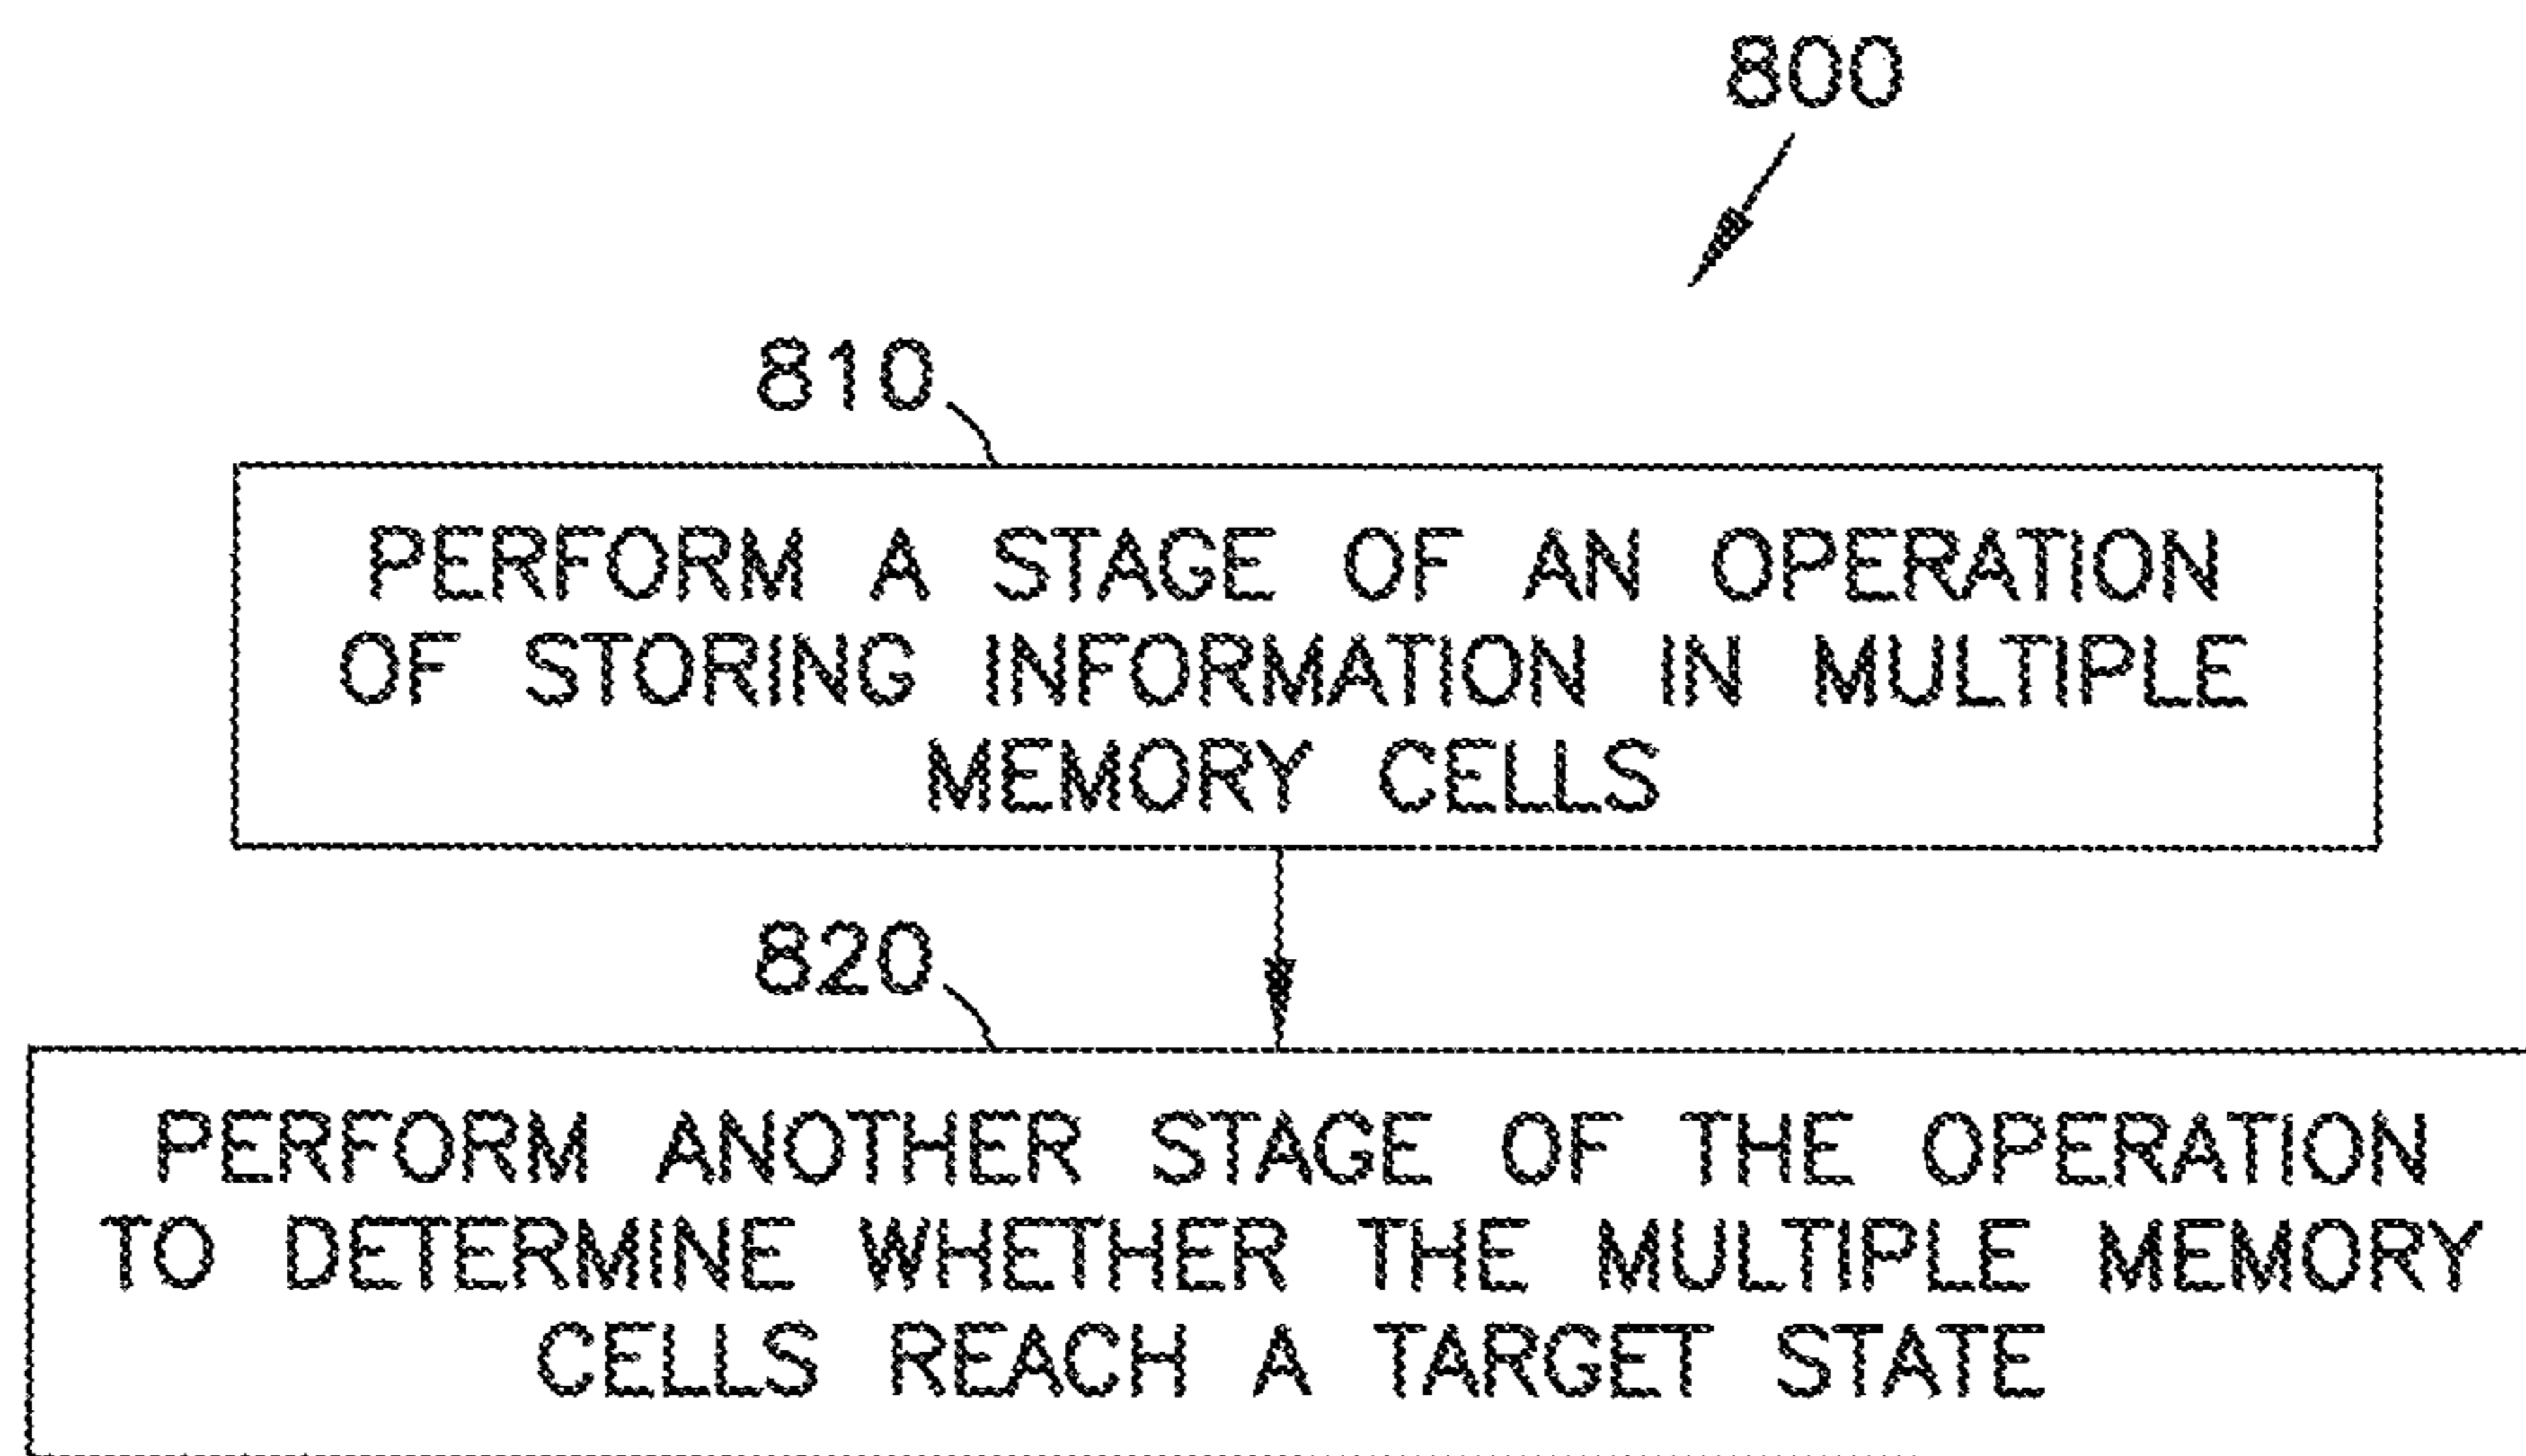 800
810
PERFORM A STAGE OF AN OPERATION
OF STORING INFORMATION IN MULTIPLE
MEMORY CELLS
820
PERFORM ANOTHER STAGE OF THE OPERATION
TO DETERMINE WHETHER THE MULTIPLE MEMORY
CELLS REACH A TARGET STATE